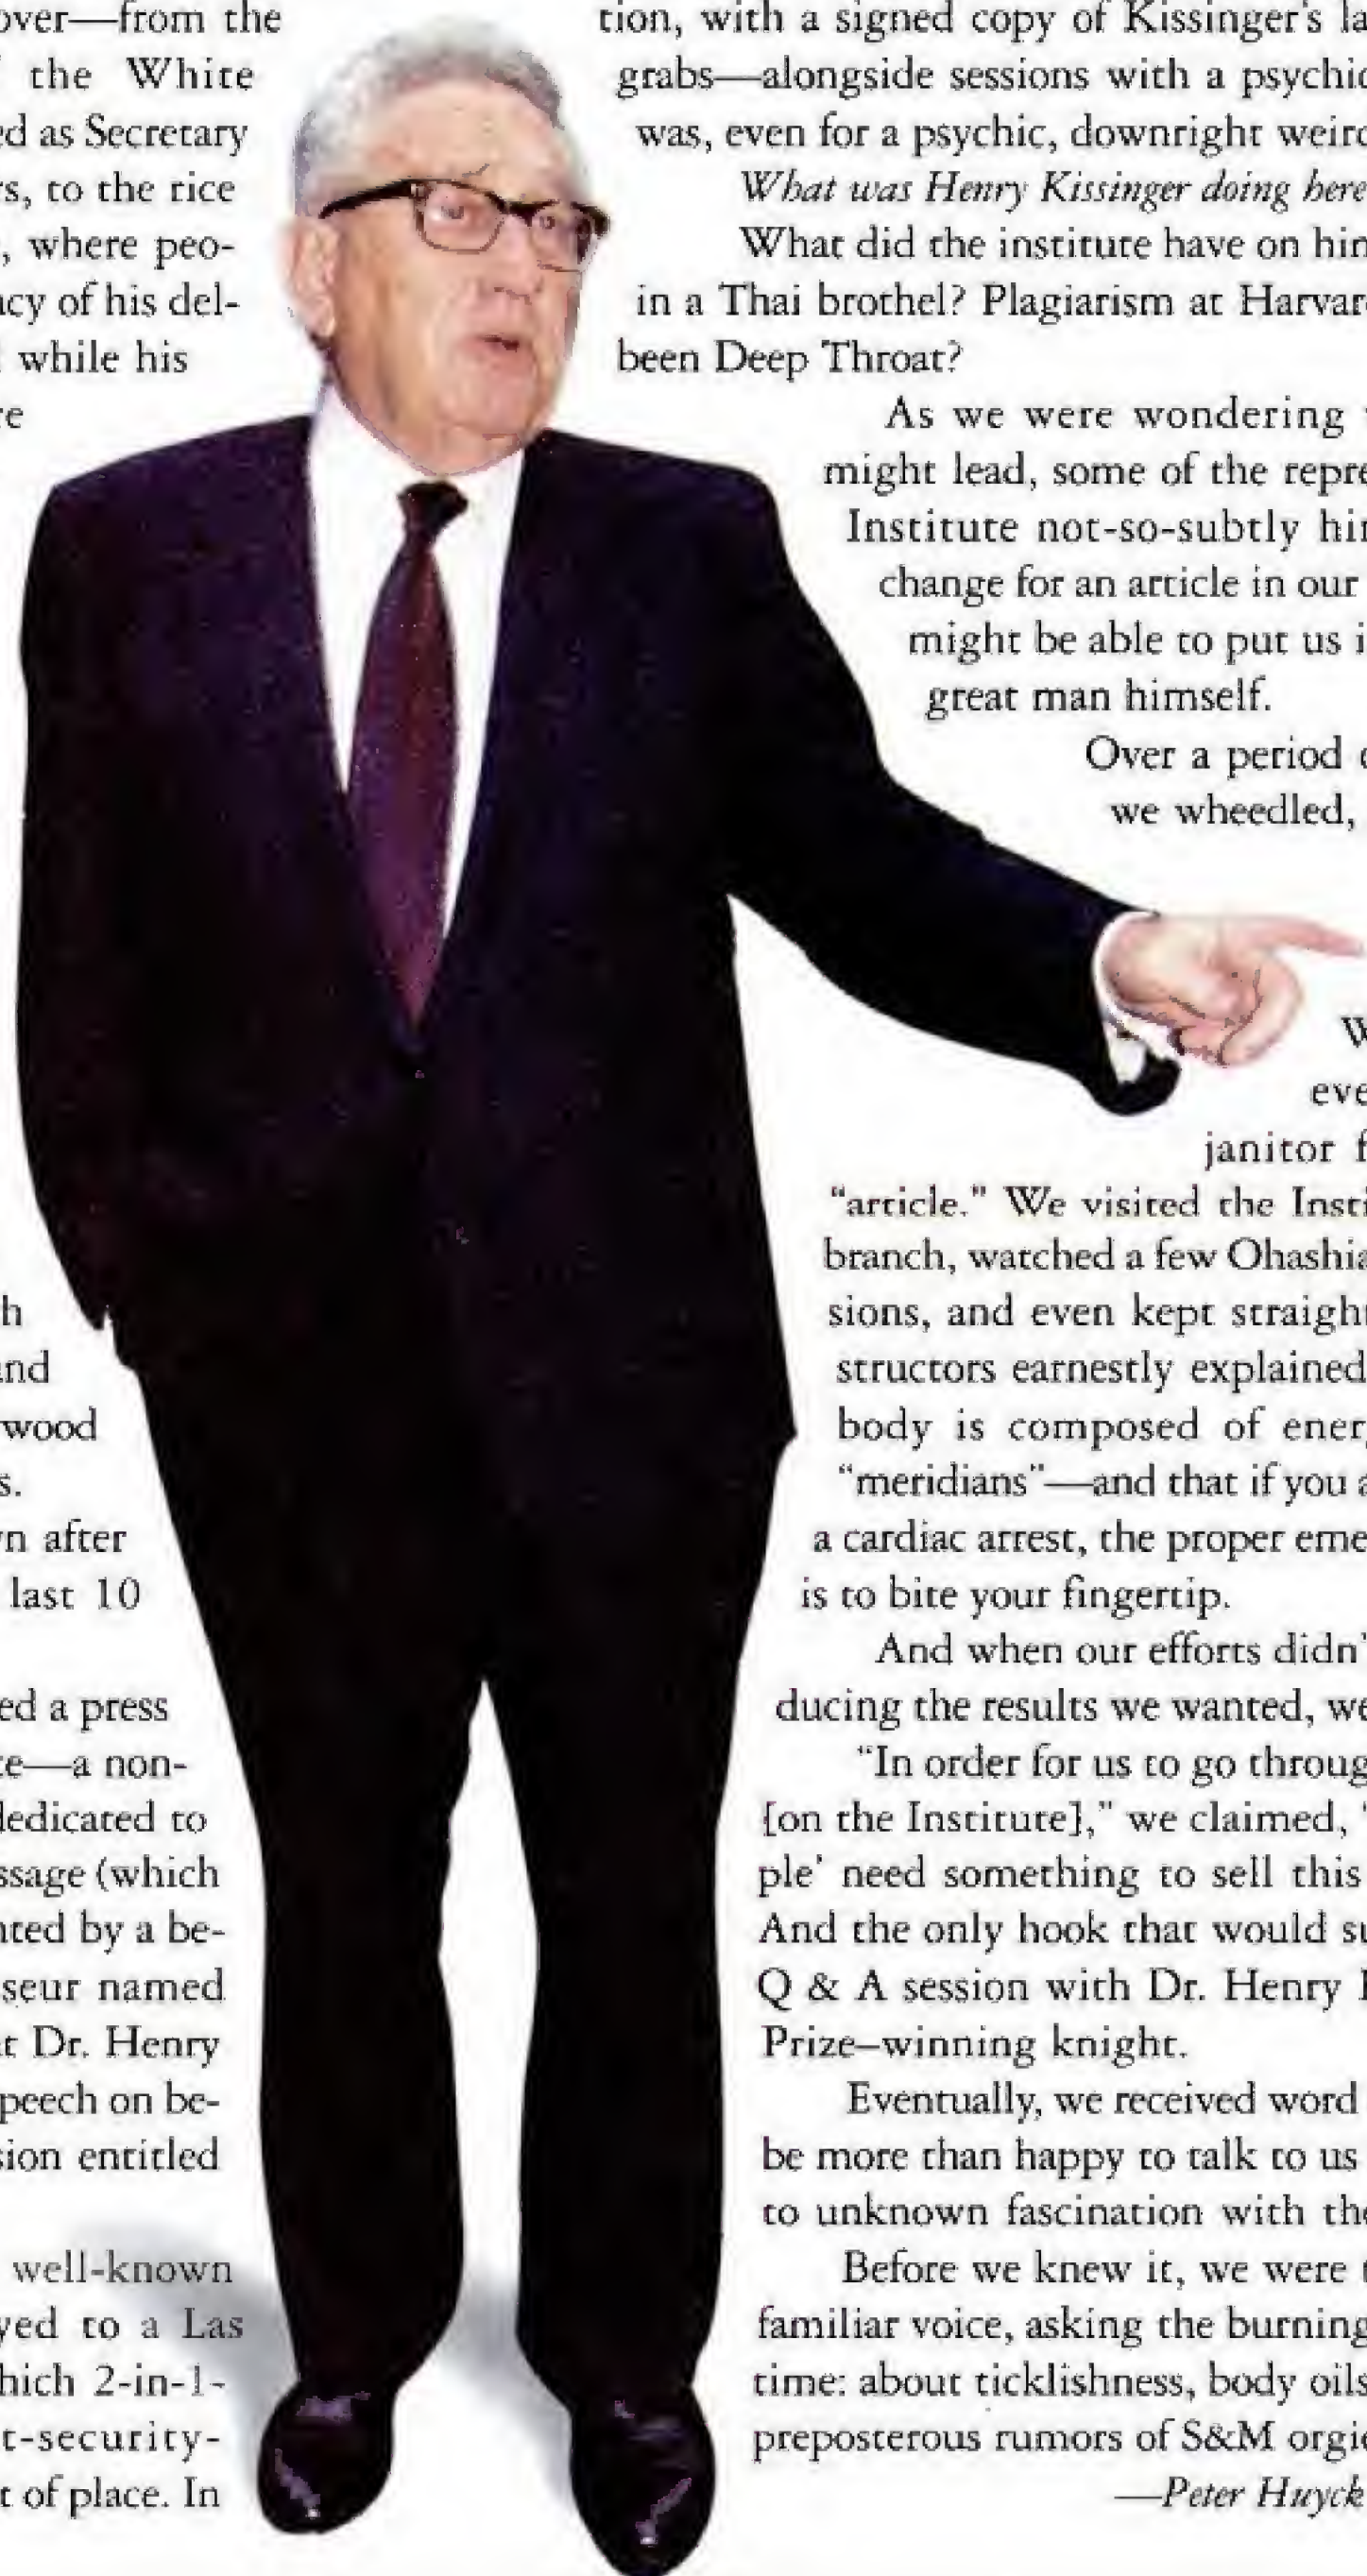 over—from the
the White
ed as Secretary
rs, to the rice
, where peo-
acy of his del-
while his
re
h
and
wood
s.
n after
last 10
ed a press
te—a non-
dedicated to
ssage (which
nted by a be-
seur named
t Dr. Henry
peech on be-
sion entitled
well-known
yed to a Las
hich 2-in-1-
t-security-
t of place. In
tion, with a signed copy of Kissinger's la
grabs—alongside sessions with a psychic
was, even for a psychic, downright weird
What was Henry Kissinger doing here
What did the institute have on him
in a Thai brothel? Plagiarism at Harvard
been Deep Throat?
As we were wondering
might lead, some of the repre
Institute not-so-subtly hin
change for an article in our
might be able to put us i
great man himself.
Over a period
we wheedled,
W
eve
janitor f
"article." We visited the Insti
branch, watched a few Ohashia
sions, and even kept straight
structors earnestly explained
body is composed of energ
"meridians"—and that if you a
a cardiac arrest, the proper eme
is to bite your fingertip.
And when our efforts didn'
ducing the results we wanted, we
"In order for us to go throug
[on the Institute]," we claimed, "
ple' need something to sell this
And the only hook that would su
Q & A session with Dr. Henry
Prize–winning knight.
Eventually, we received word
be more than happy to talk to us
to unknown fascination with the
Before we knew it, we were t
familiar voice, asking the burning
time: about ticklishness, body oils
preposterous rumors of S&M orgie
—Peter Huyck